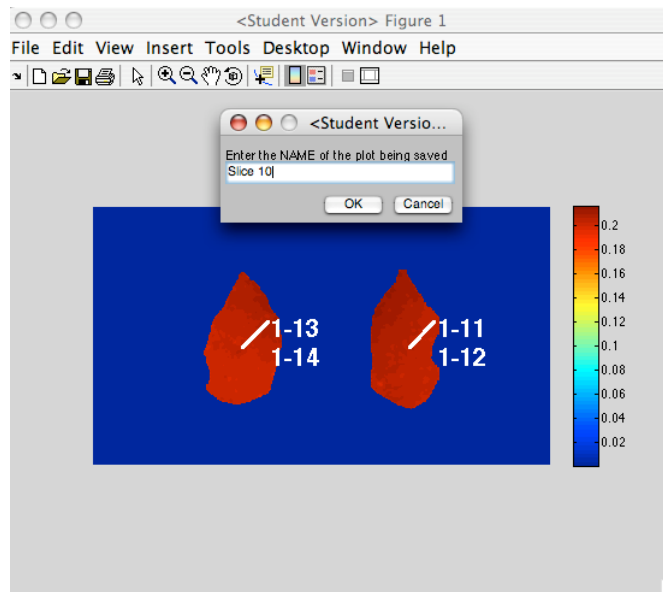 <Student Version> Figure 1
File Edit View Insert Tools Desktop Window Help
<Student Versio...
Enter the NAME of the plot being saved
Slice 10
OK Cancel
1-13
1-14
1-11
1-12
0.2
0.18
0.16
0.14
0.12
0.1
0.08
0.06
0.04
0.02